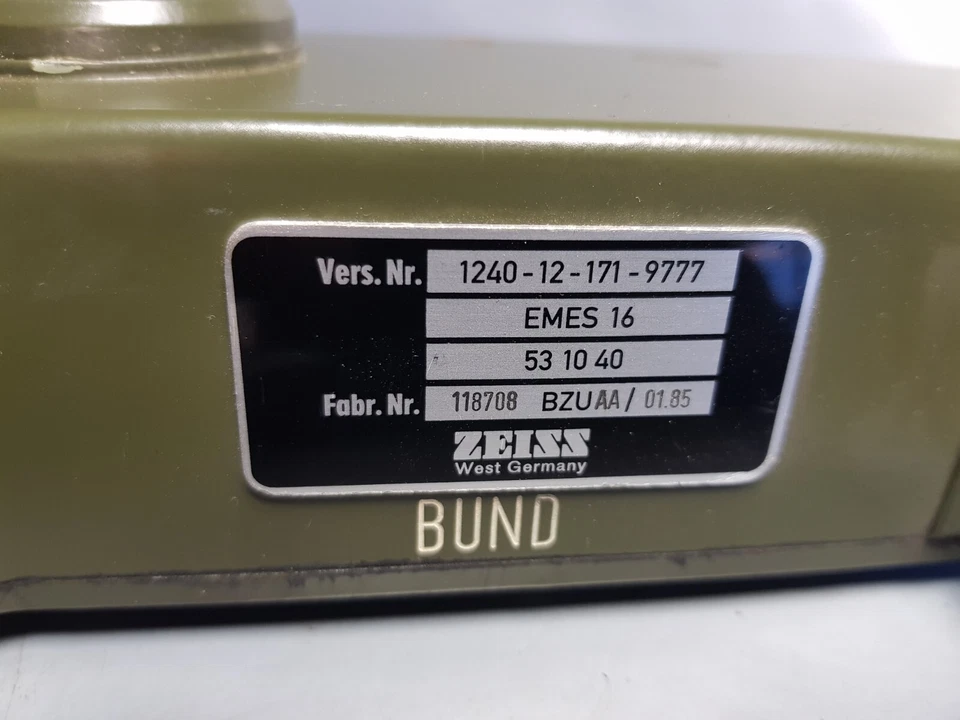 Vers. Nr. 1240-12-171-9777
EMES 16
53 10 40
Fabr. Nr. 118708 BZUAA/01.85
ZEISS
West Germany
BUND